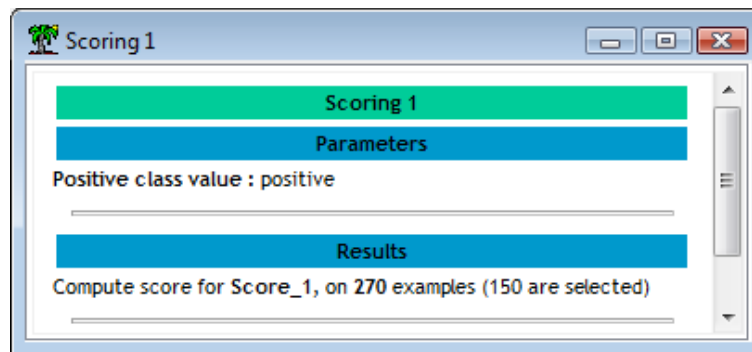 Scoring 1
Scoring 1
Parameters
Positive class value : positive
Results
Compute score for Score_1, on 270 examples (150 are selected)